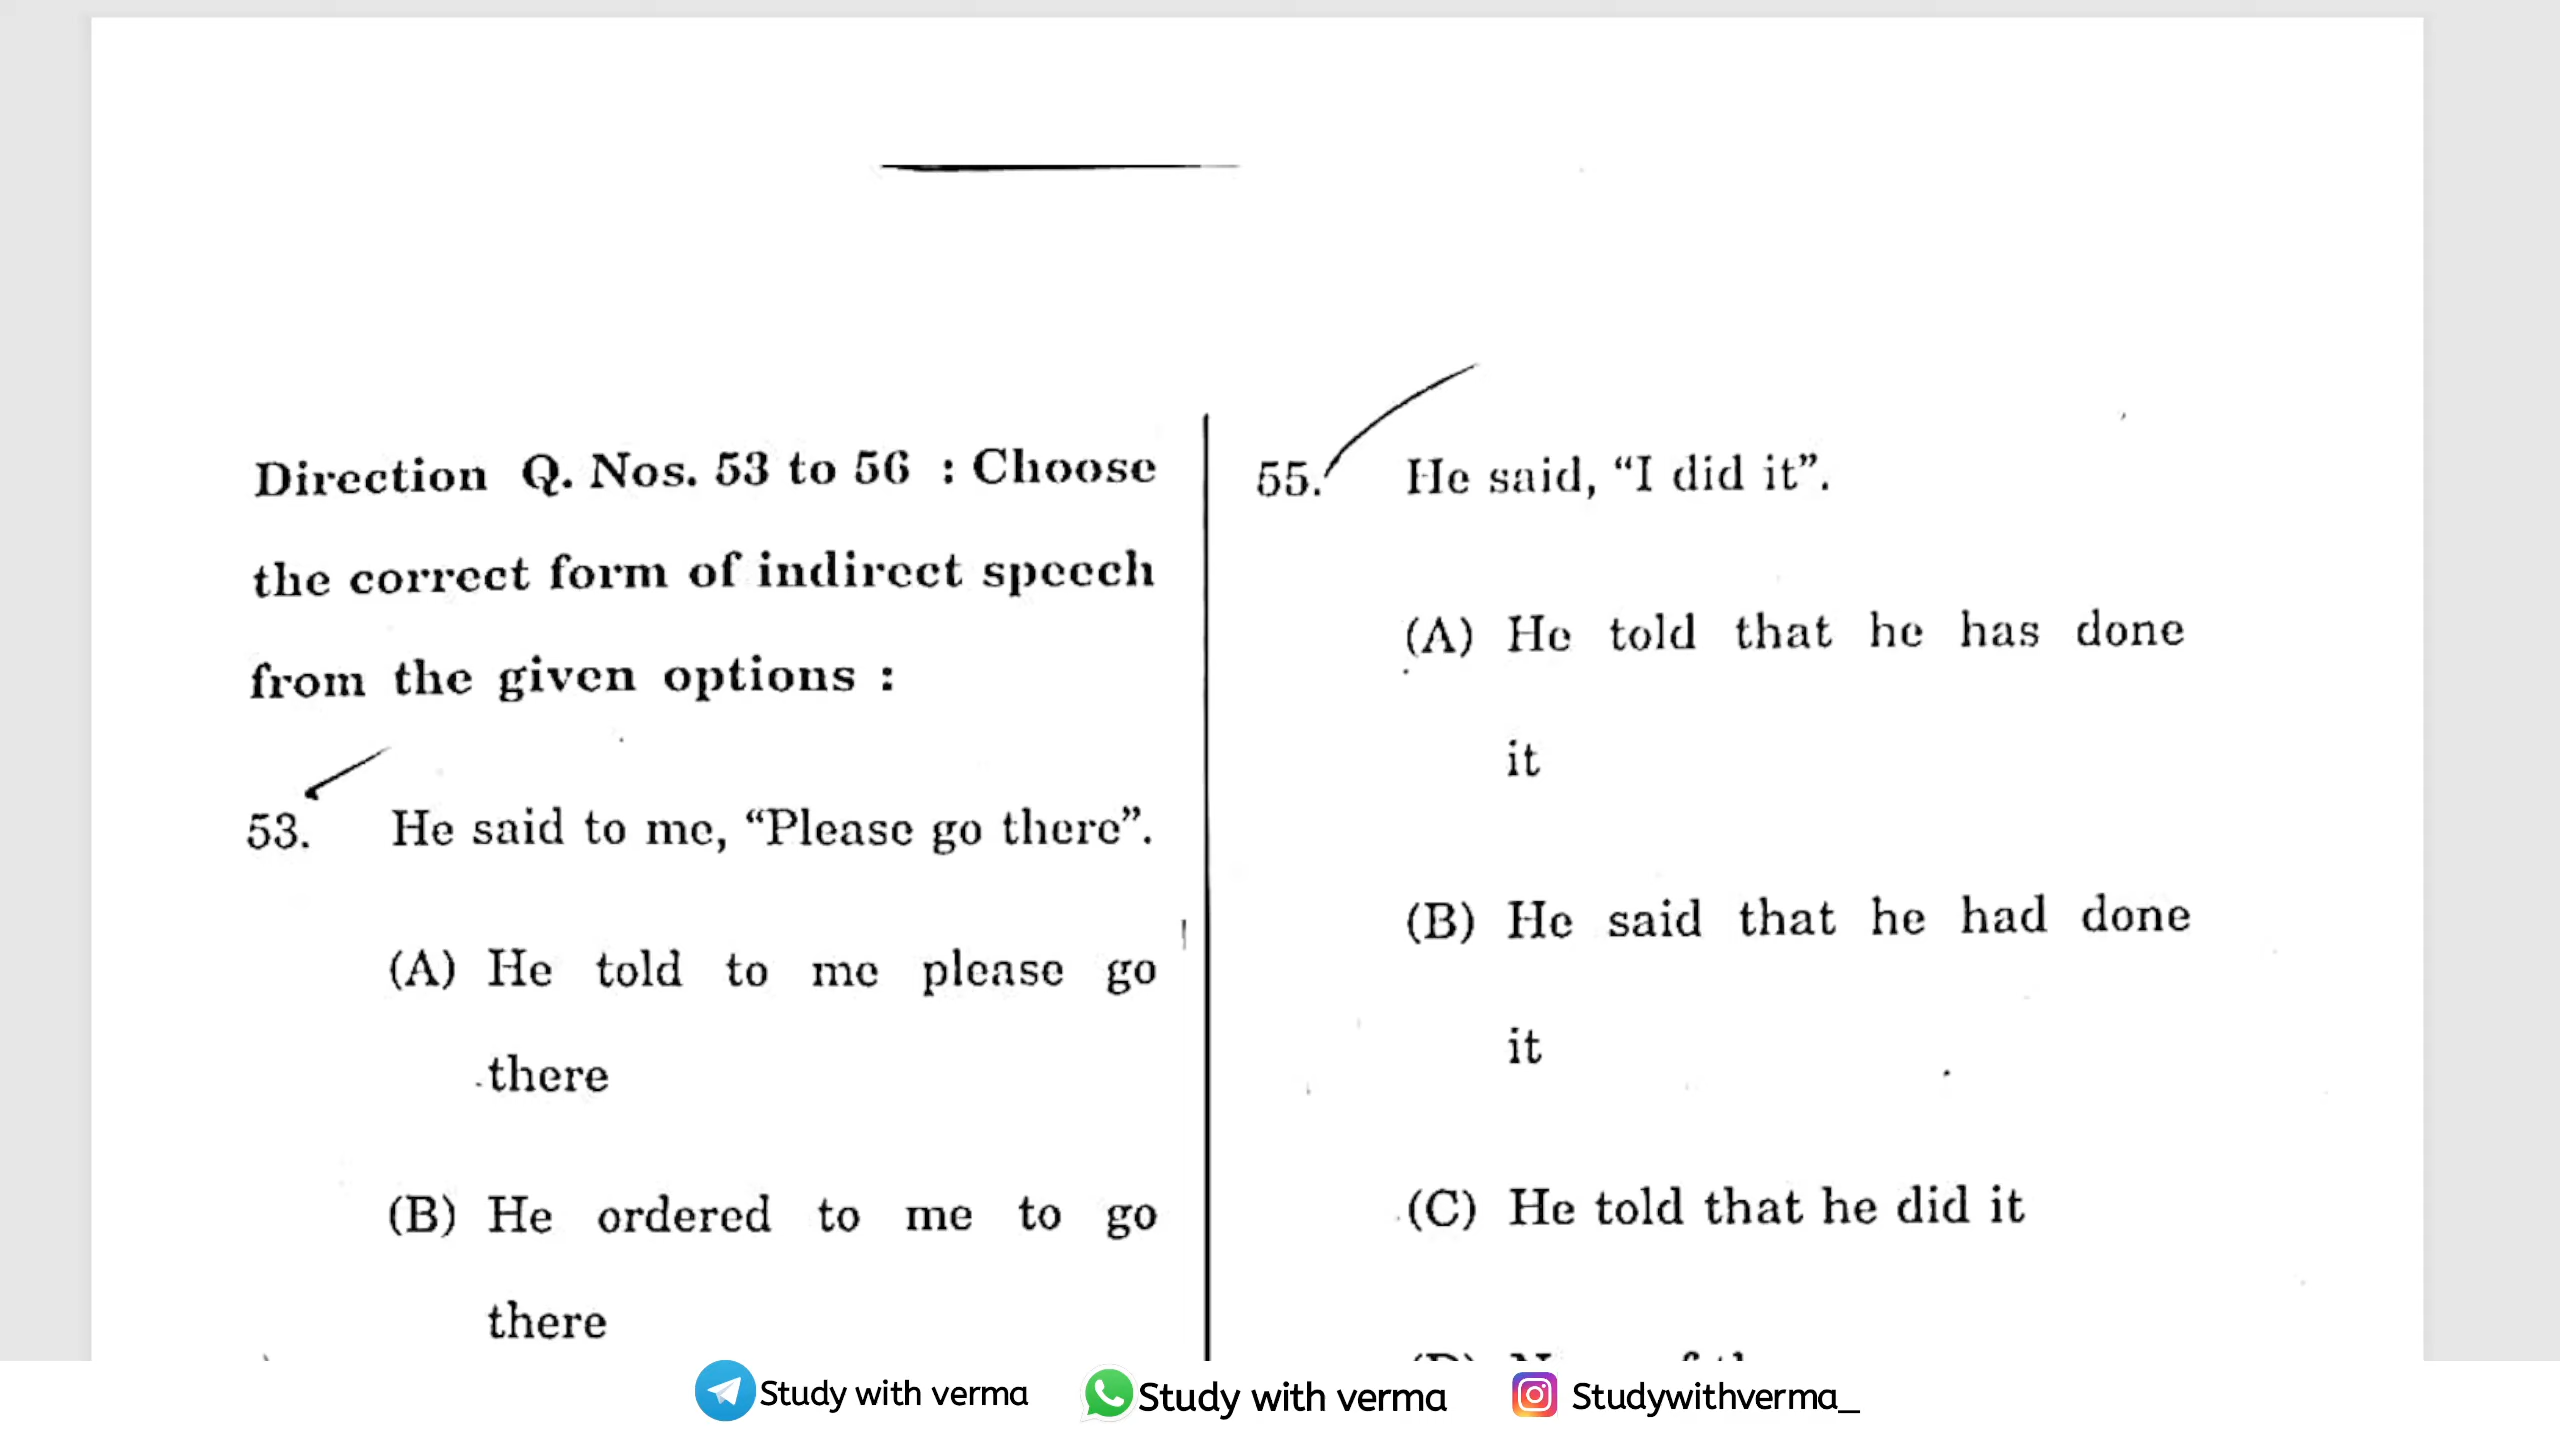 Direction Q. Nos. 53 to 56 : Choose
the correct form of indirect speech
from the given options :
53. He said to me, “Please go there”.
(A) He told to me please go
there
(B) He ordered to me to go
there
55. He said, “I did it”.
(A) He told that he has done
it
(B) He said that he had done
it
(C) He told that he did it
Study with verma
Study with verma
Studywithverma_